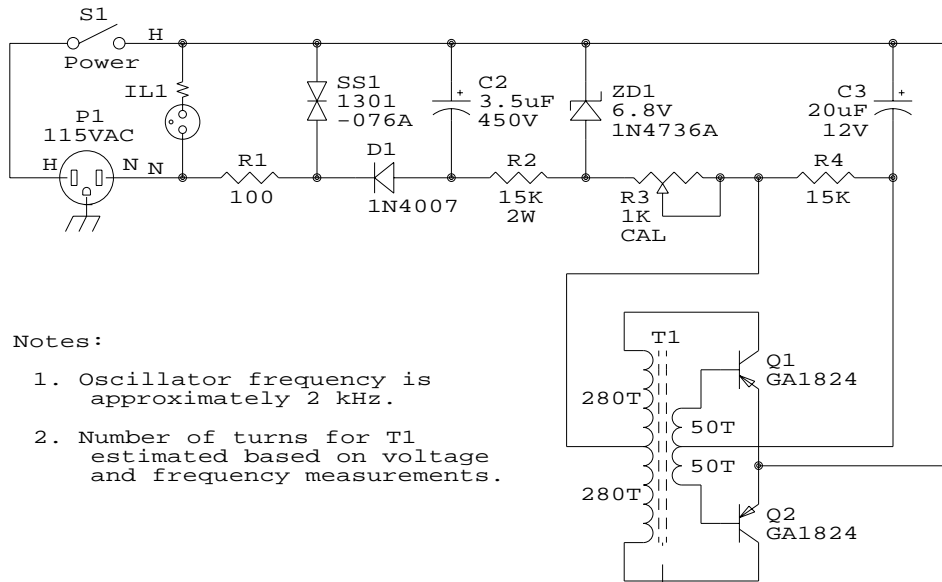 S1
H
Power
IL1
P1
115VAC
H
N
N
R1
100
SS1
1301
-076A
D1
1N4007
C2
+
3.5uF
450V
R2
15K
2W
ZD1
6.8V
1N4736A
R3
1K
CAL
C3
+
20uF
12V
R4
15K
Notes:
1. Oscillator frequency is
approximately 2 kHz.
2. Number of turns for T1
estimated based on voltage
and frequency measurements.
T1
280T
50T
50T
280T
Q1
GA1824
Q2
GA1824